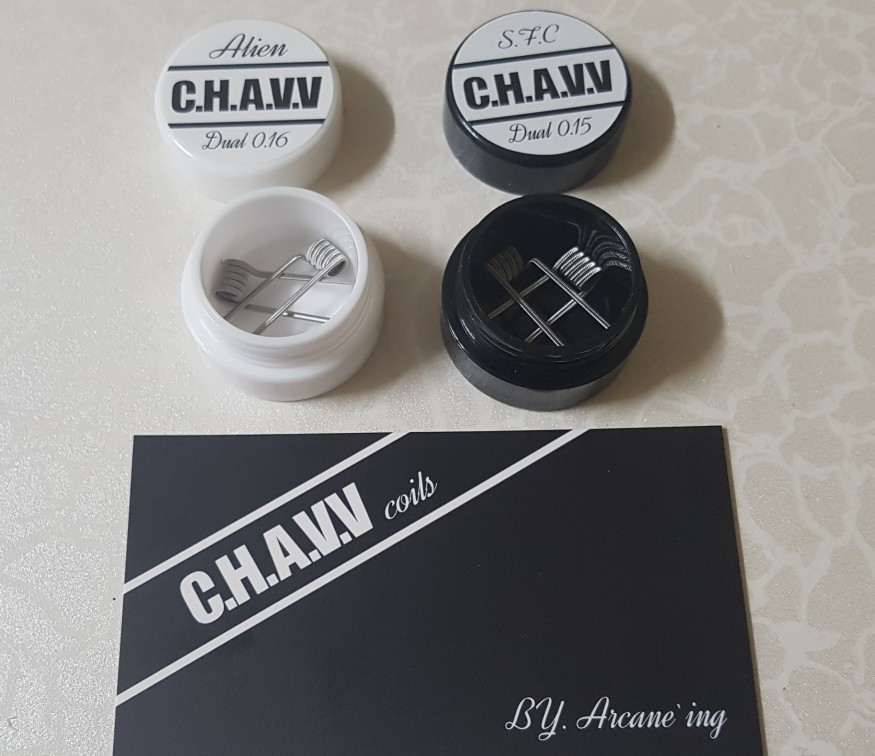 Alien
C.H.A.V.V
Dual 0.16
S.F.C
C.H.A.V.V
Dual 0.15
C.H.A.V.V coils
BY. Arcane`ing